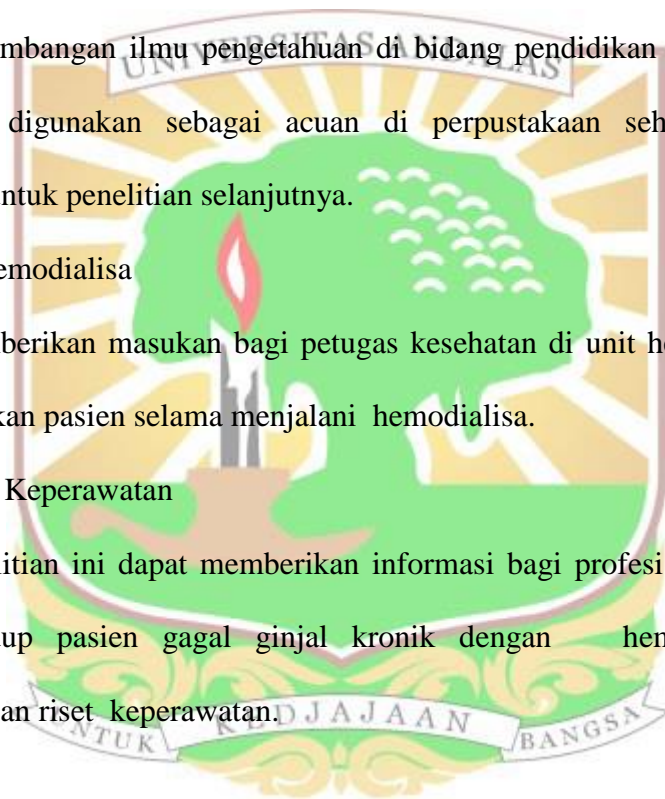 mbangan ilmu pengetahuan di bidang pendidikan
UNIVERSITAS ANDALAS
digunakan sebagai acuan di perpustakaan seh
ntuk penelitian selanjutnya.
emodialisa
berikan masukan bagi petugas kesehatan di unit he
kan pasien selama menjalani hemodialisa.
Keperawatan
litian ini dapat memberikan informasi bagi profesi
up pasien gagal ginjal kronik dengan hen
an riset keperawatan.
UNTUK KEDJAJAAN BANGSA